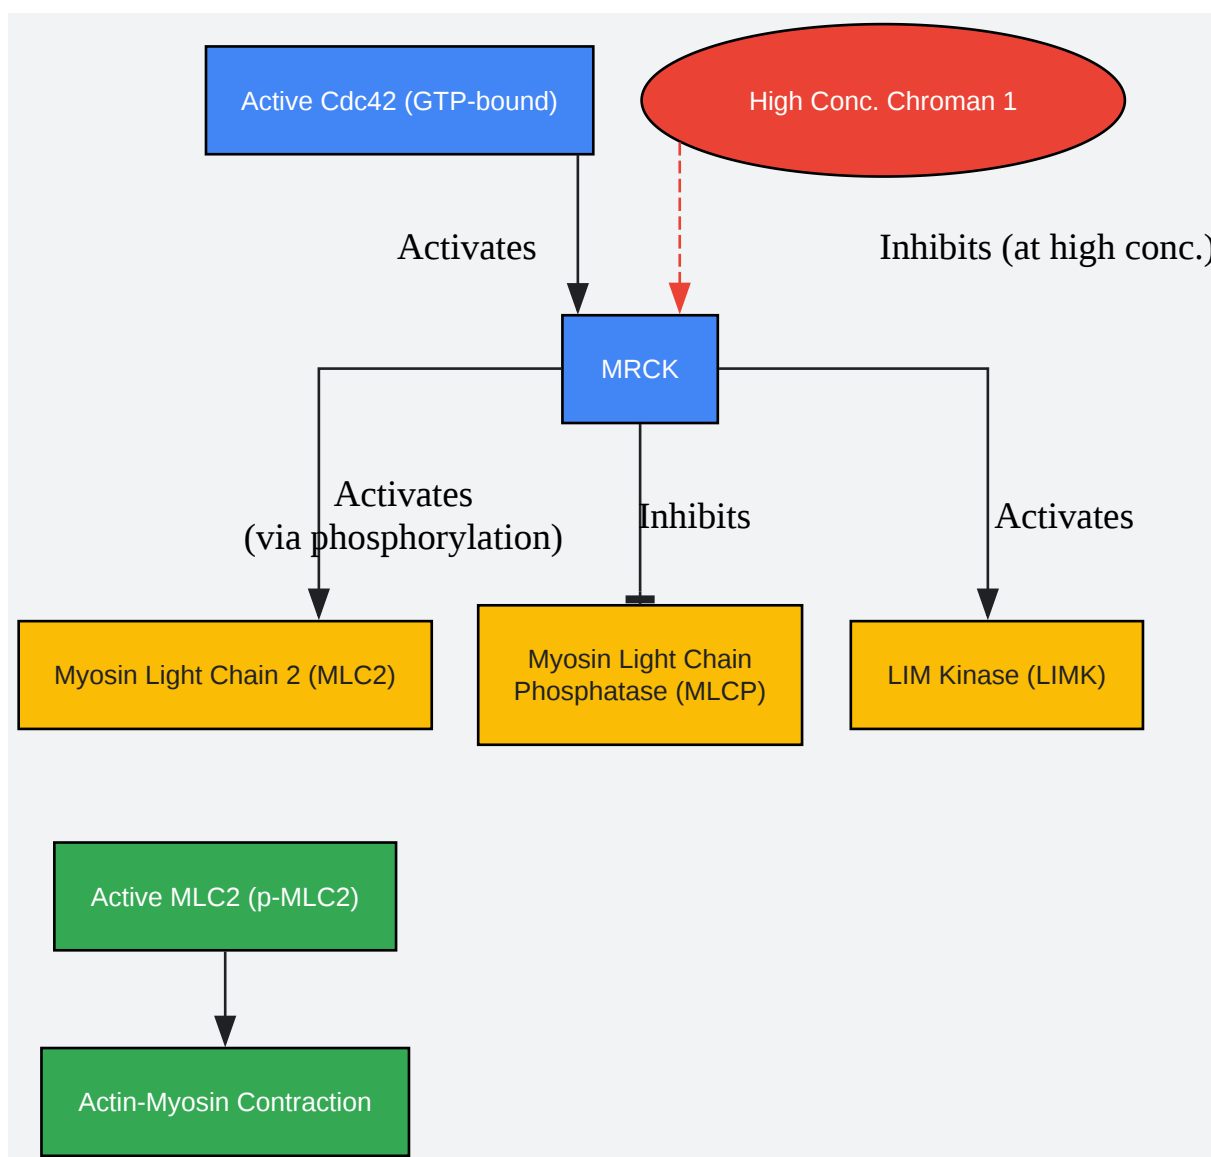 Active Cdc42 (GTP-bound)
High Conc. Chroman 1
Activates
Inhibits (at high conc.)
MRCK
Activates
(via phosphorylation)
Inhibits
Activates
Myosin Light Chain 2 (MLC2)
Myosin Light Chain
Phosphatase (MLCP)
LIM Kinase (LIMK)
Active MLC2 (p-MLC2)
Actin-Myosin Contraction